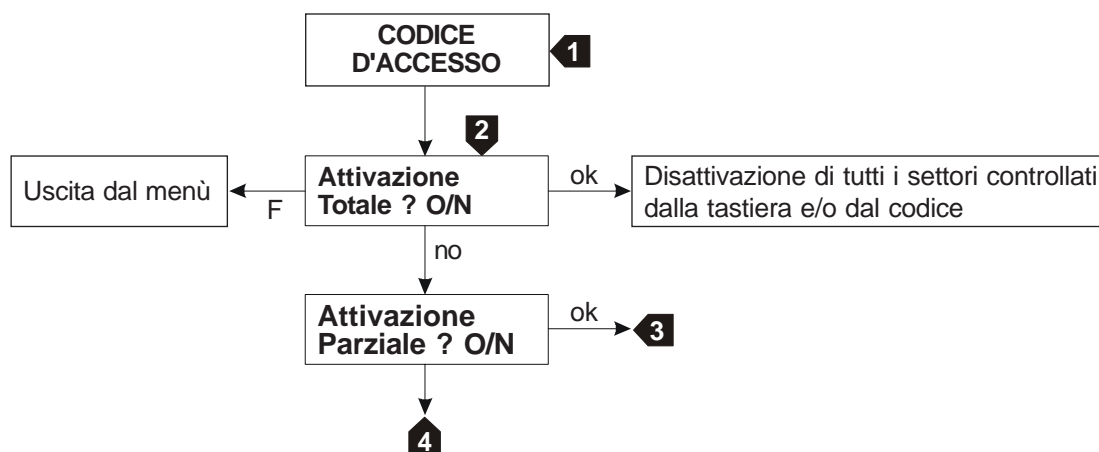 CODICE
D'ACCESSO
1
2
Uscita dal menù
F
Attivazione
Totale ? O/N
ok
Disattivazione di tutti i settori controllati
dalla tastiera e/o dal codice
no
Attivazione
Parziale ? O/N
ok
3
4